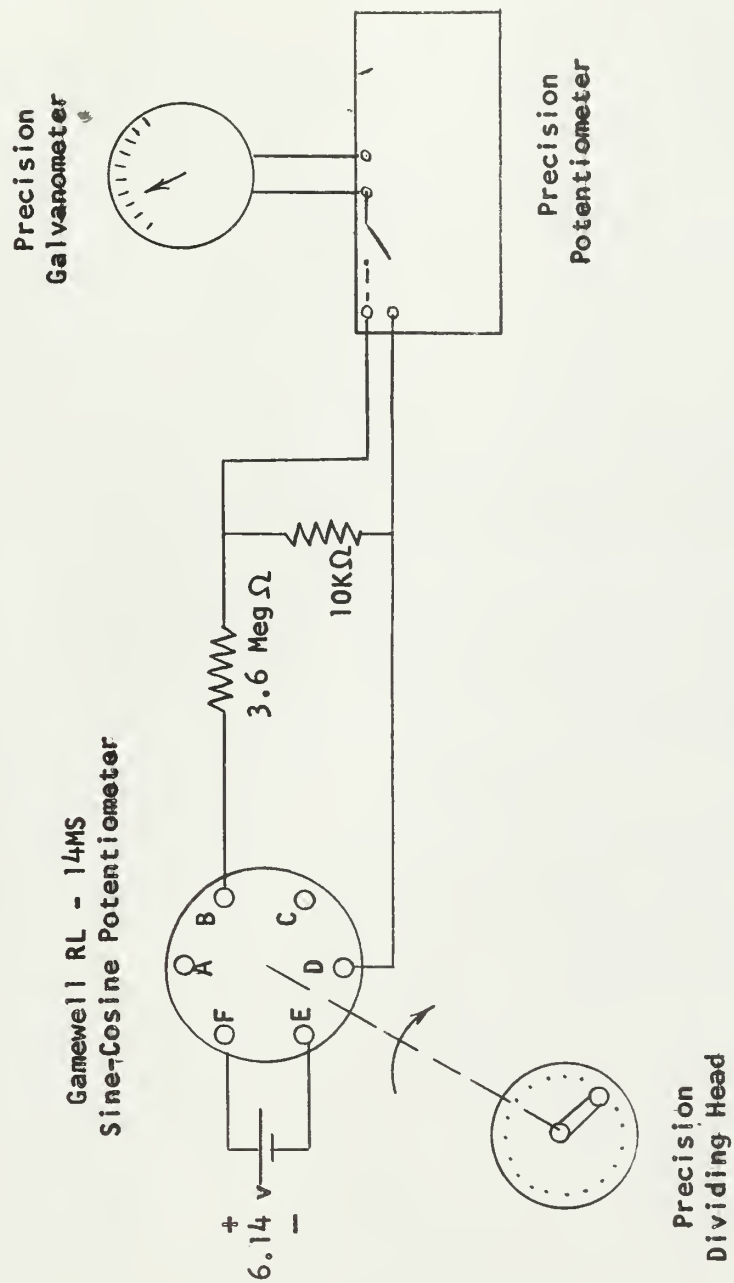 Precision
Galvanometer
Precision
Potentiometer
3.6 Meg Ω
10KΩ
Gamewell RL - 14MS
Sine-Cosine Potentiometer
A
B
C
D
E
F
+
6.14 v
-
Precision
Dividing Head